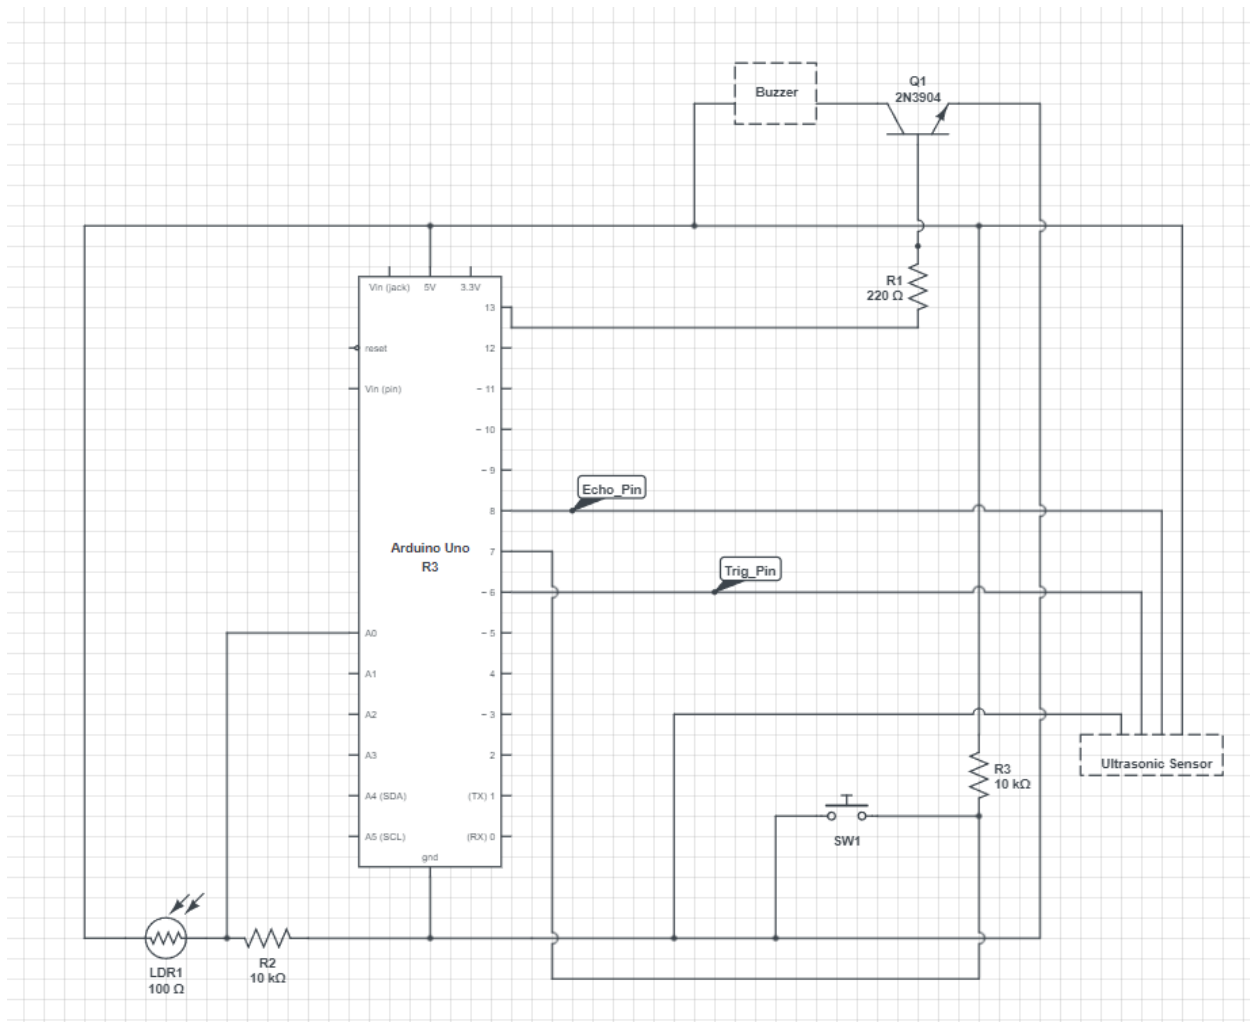 Buzzer
Q1
2N3904
Vin (jack) 5V 3.3V
R1
220 Ω
13
reset
12
Vin (pin)
~ 11
~ 10
~ 9
Echo_Pin
8
Arduino Uno
R3
7
Trig_Pin
~ 6
A0
~ 5
A1
4
A2
~ 3
A3
2
A4 (SDA)
(TX) 1
A5 (SCL)
(RX) 0
gnd
Ultrasonic Sensor
R3
10 kΩ
SW1
LDR1
100 Ω
R2
10 kΩ